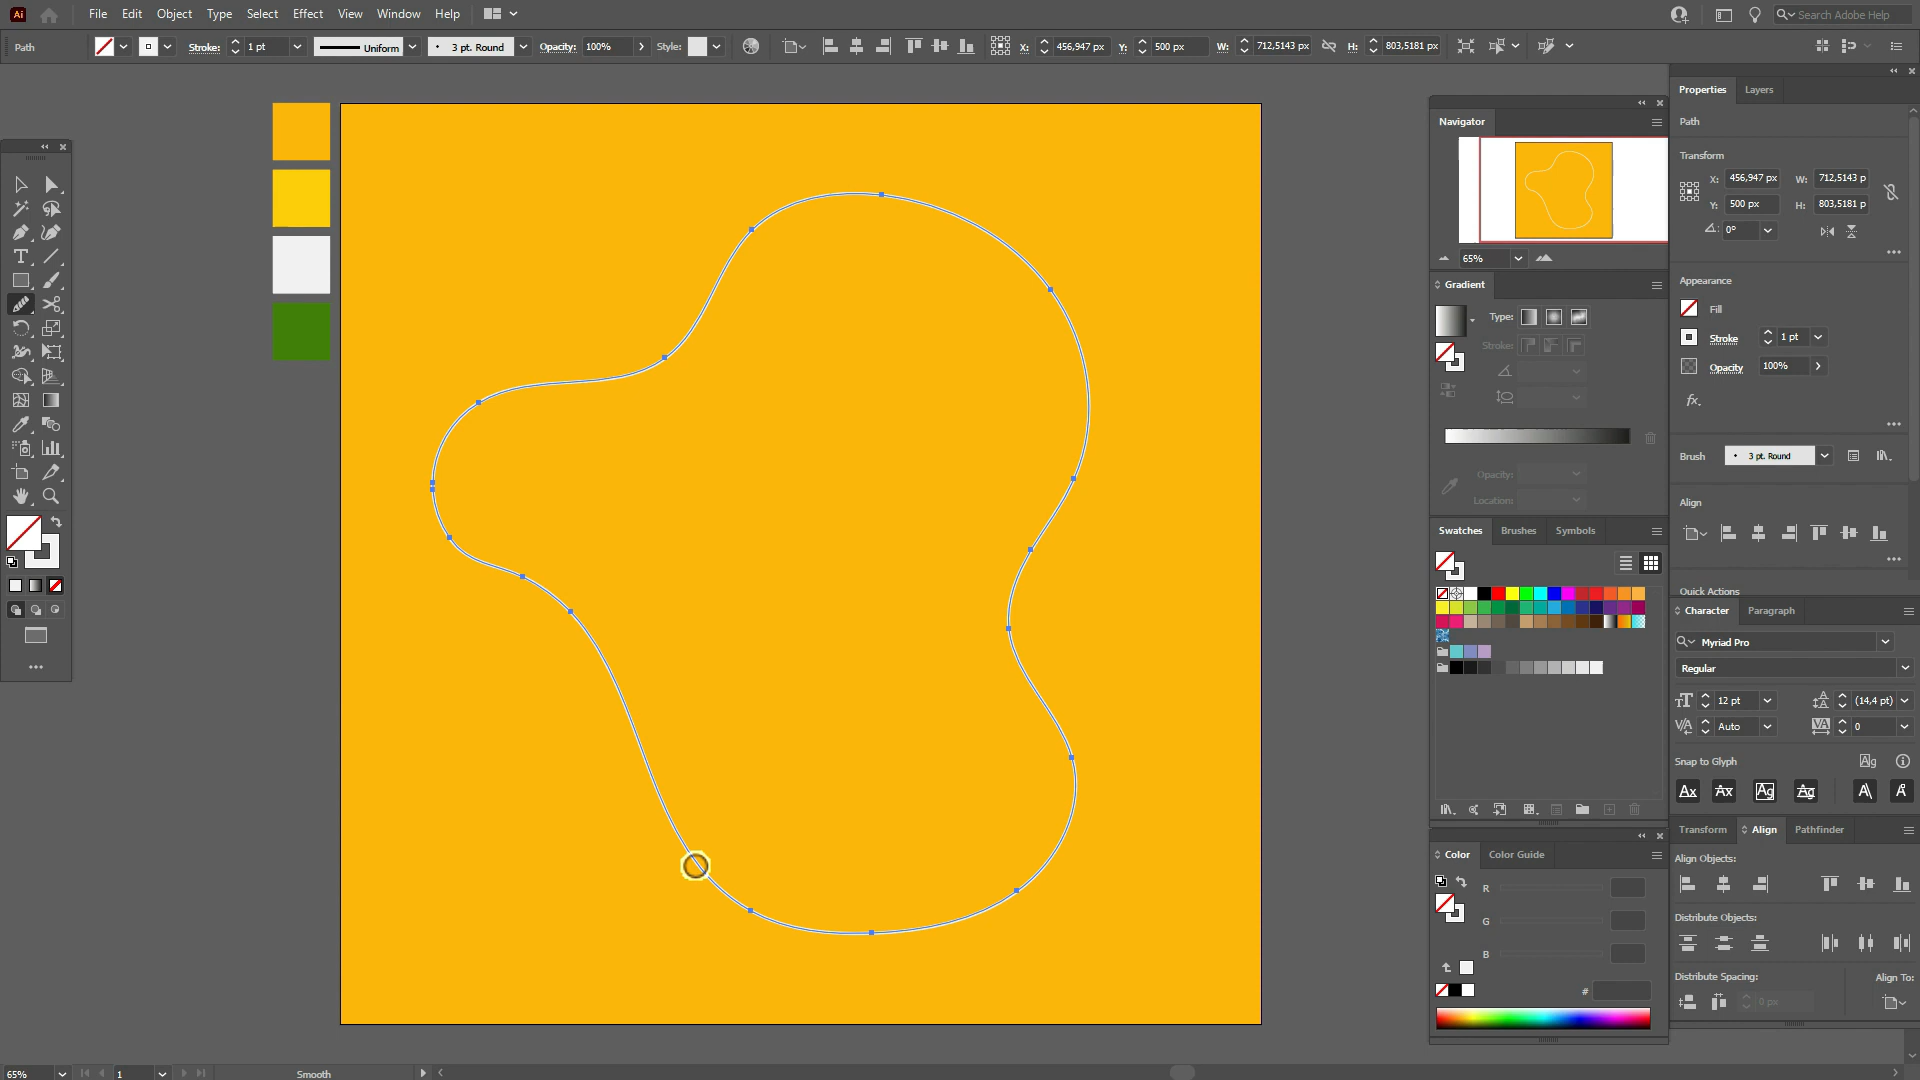 Ai File Edit Object Type Select Effect View Window Help Search Adobe Help
Path Stroke: 1 pt Uniform 3 pt. Round Opacity: 100% Style: X: 456,947 px Y: 500 px W: 712,5143 px H: 803,5181 px
Properties Layers
Path
Transform
X: 456,947 px W: 712,5143 p
Y: 500 px H: 803,5181 p
0°
Appearance
Fill
Stroke 1 pt
Opacity 100%
fx.
Brush 3 pt. Round
Align
Quick Actions
Navigator
65%
Gradient
Type:
Stroke:
Opacity:
Location:
Swatches Brushes Symbols
Character Paragraph
Myriad Pro
Regular
12 pt (14,4 pt)
Auto 0
Snap to Glyph
Transform Align Pathfinder
Align Objects:
Distribute Objects:
Distribute Spacing: Align To:
0 px
Color Color Guide
R
G
B
#
65% 1 Smooth